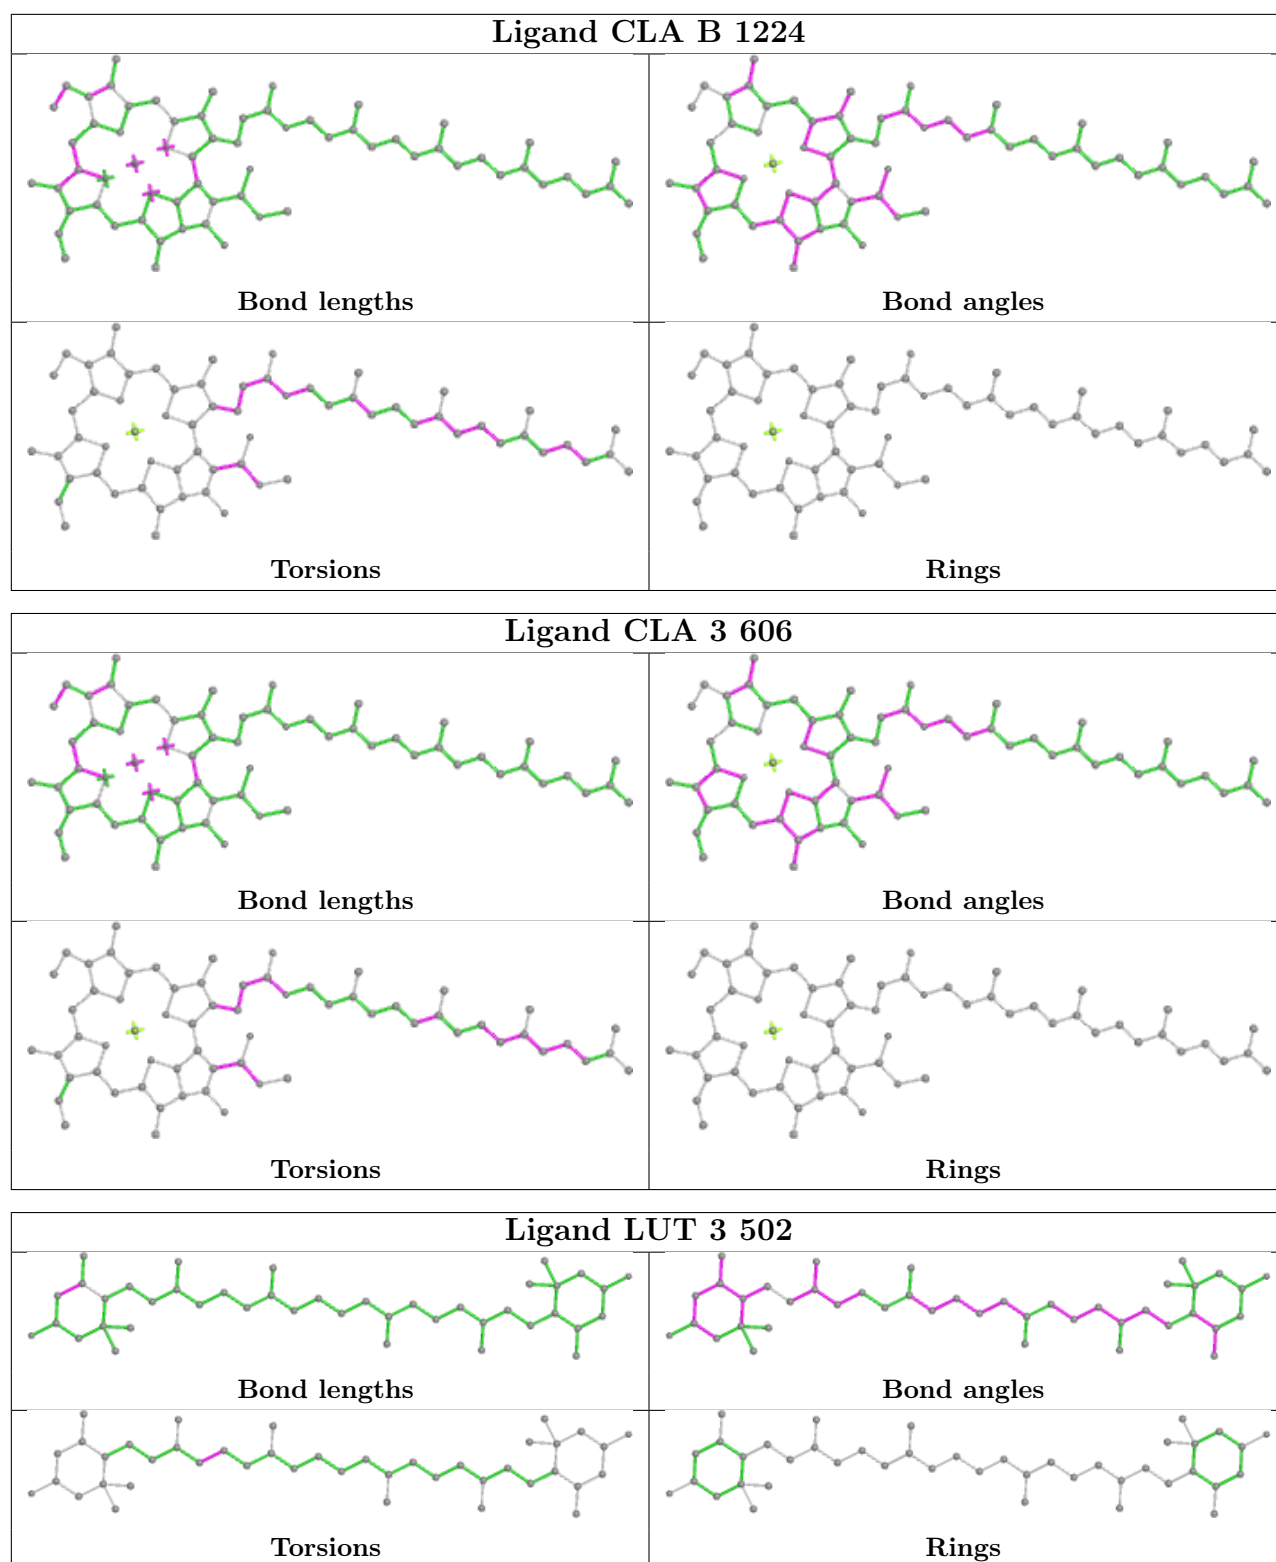 Ligand CLA B 1224
Bond lengths
Bond angles
Torsions
Rings
Ligand CLA 3 606
Bond lengths
Bond angles
Torsions
Rings
Ligand LUT 3 502
Bond lengths
Bond angles
Torsions
Rings